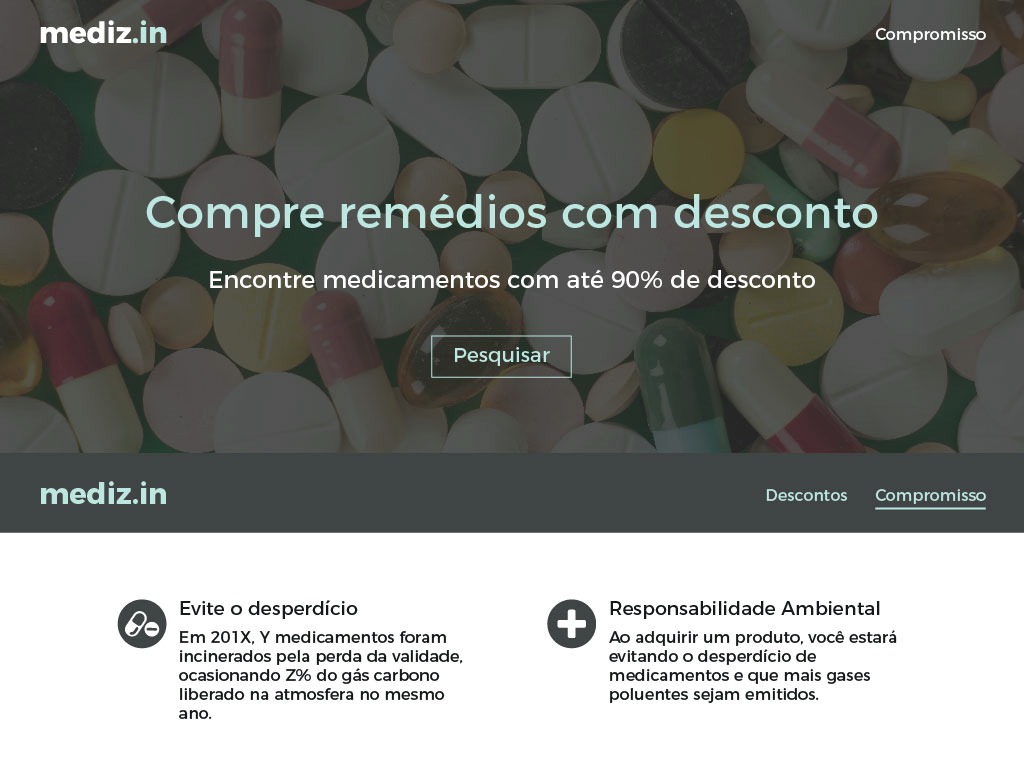 mediz.in
Compromisso
Compre remédios com desconto
Encontre medicamentos com até 90% de desconto
Pesquisar
mediz.in
Descontos
Compromisso
Evite o desperdício
Em 201X, Y medicamentos foram
incinerados pela perda da validade,
ocasionando Z% do gás carbono
liberado na atmosfera no mesmo
ano.
Responsabilidade Ambiental
Ao adquirir um produto, você estará
evitando o desperdício de
medicamentos e que mais gases
poluentes sejam emitidos.